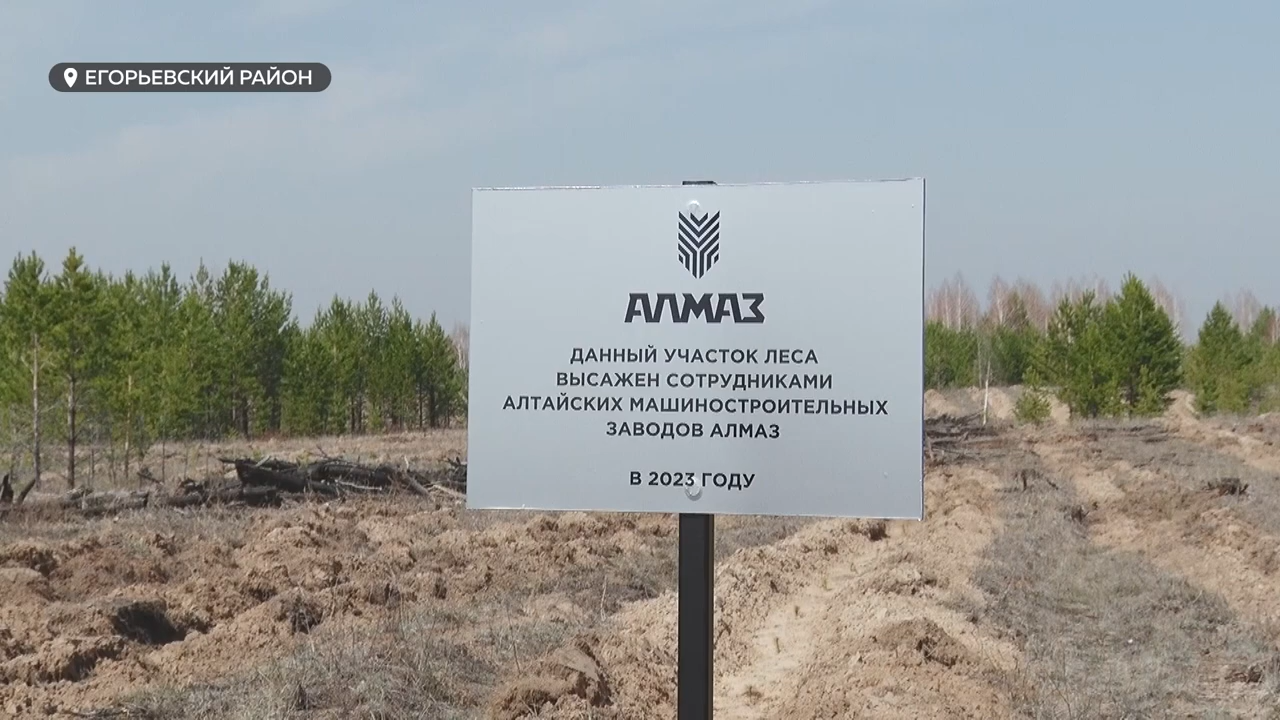 ЕГОРЬЕВСКИЙ РАЙОН
АЛМАЗ
ДАННЫЙ УЧАСТОК ЛЕСА
ВЫСАЖЕН СОТРУДНИКАМИ
АЛТАЙСКИХ МАШИНОСТРОИТЕЛЬНЫХ
ЗАВОДОВ АЛМАЗ
В 2023 ГОДУ